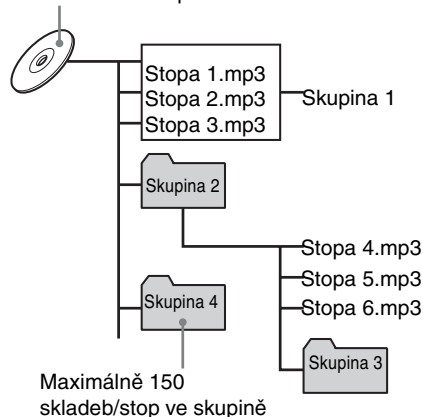 Stopa 1.mp3
Stopa 2.mp3
Stopa 3.mp3
Skupina 1
Skupina 2
Stopa 4.mp3
Stopa 5.mp3
Stopa 6.mp3
Skupina 4
Skupina 3
Maximálně 150
skladeb/stop ve skupině